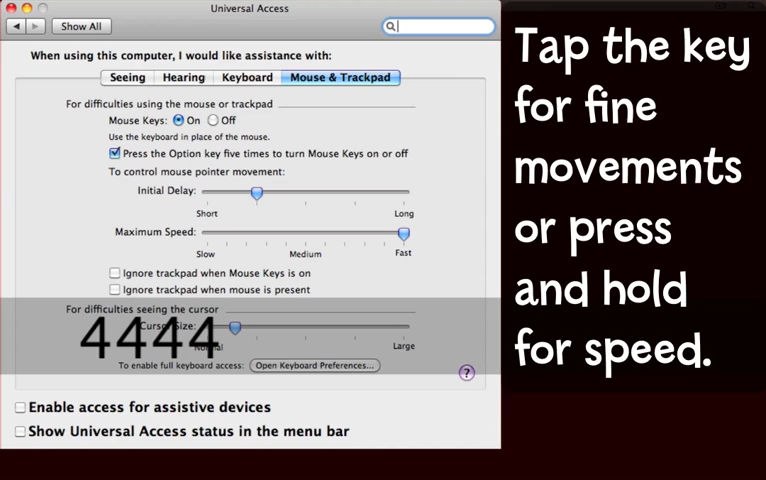 Universal Access
Show All
When using this computer, I would like assistance with:
Seeing Hearing Keyboard Mouse & Trackpad
For difficulties using the mouse or trackpad
Mouse Keys: On Off
Use the keyboard in place of the mouse.
Press the Option key five times to turn Mouse Keys on or off
To control mouse pointer movement:
Initial Delay:
Short Long
Maximum Speed:
Slow Medium Fast
Ignore trackpad when Mouse Keys is on
Ignore trackpad when mouse is present
For difficulties seeing the cursor
Cursor Size:
Normal Large
4444
To enable full keyboard access: Open Keyboard Preferences...
?
Enable access for assistive devices
Show Universal Access status in the menu bar
Tap the key
for fine
movements
or press
and hold
for speed.